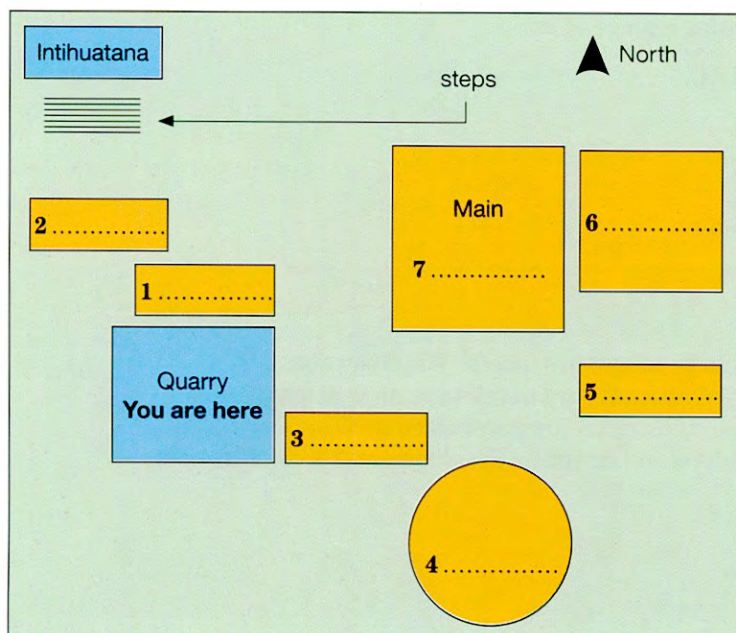 Intihuatana
North
steps
2 ................
Main
6 ................
7 ................
1 ................
Quarry
You are here
5 ................
3 ................
4 ................